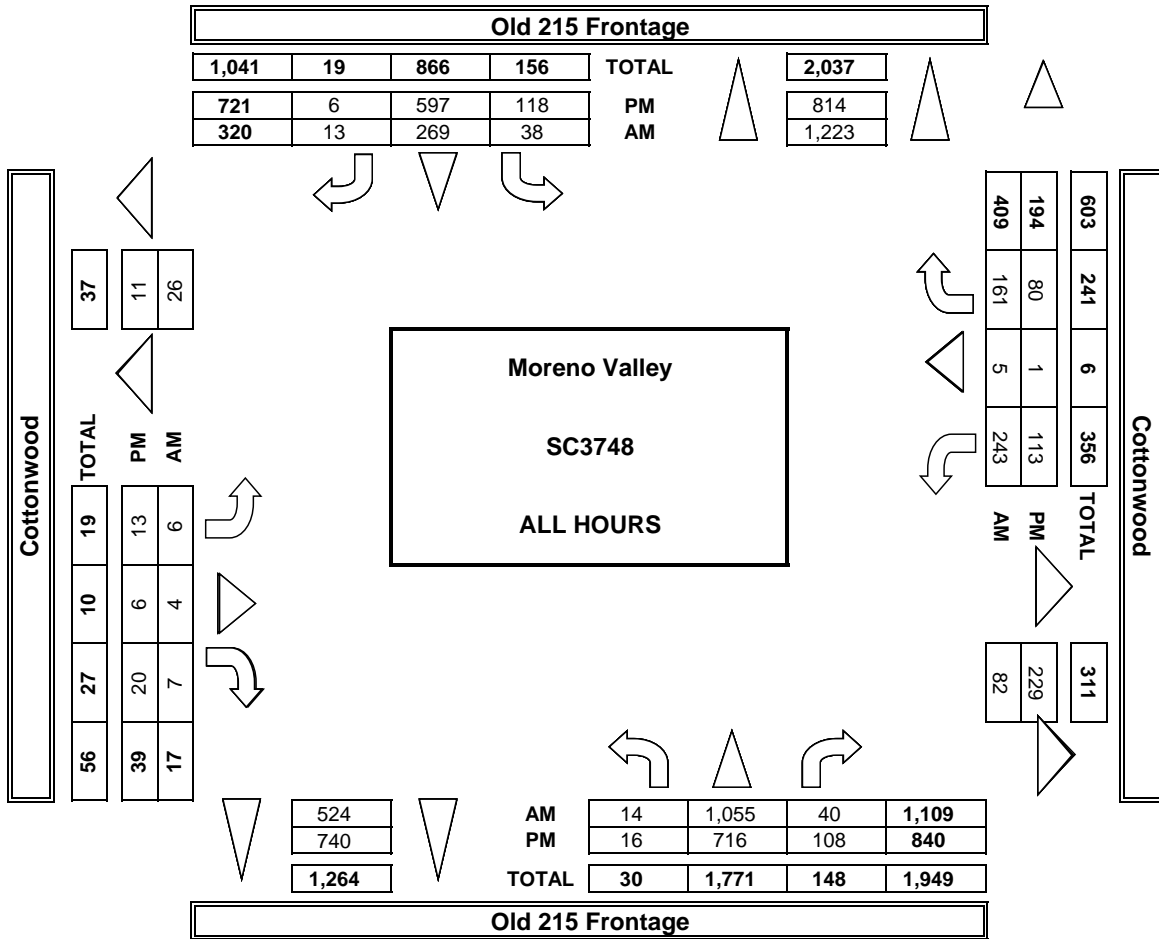 Old 215 Frontage
1,041 19 866 156 TOTAL 2,037
721 6 597 118 PM 814
320 13 269 38 AM 1,223
Cottonwood
37 11 26
TOTAL PM AM
19 13 6
10 6 4
27 20 7
56 39 17
Moreno Valley
SC3748
ALL HOURS
409 194 603
161 80 241
5 1 6
243 113 356
AM PM TOTAL
82 229 311
Cottonwood
524 AM 14 1,055 40 1,109
740 PM 16 716 108 840
1,264 TOTAL 30 1,771 148 1,949
Old 215 Frontage